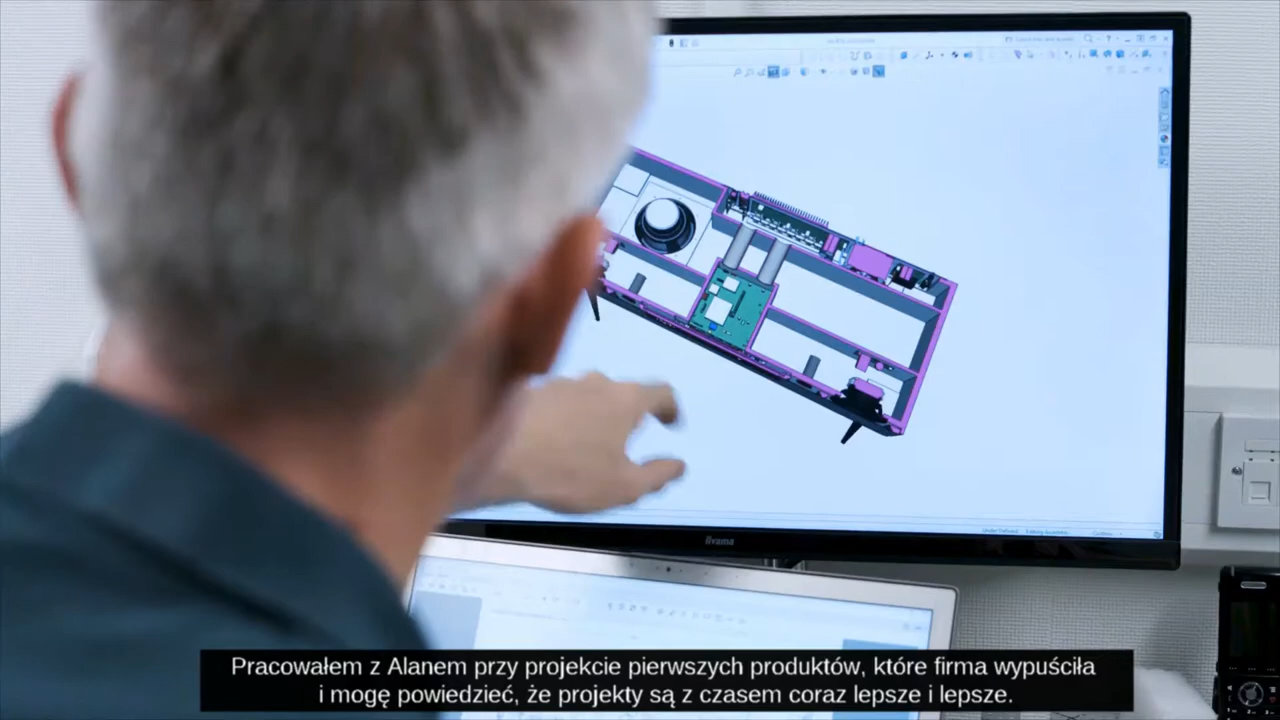 iiyama
Pracowałem z Alanem przy projekcie pierwszych produktów, które firma wypuściła
i mogę powiedzieć, że projekty są z czasem coraz lepsze i lepsze.